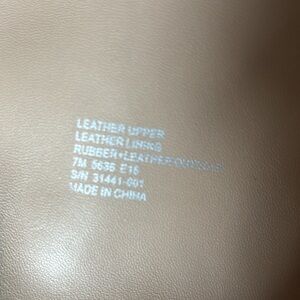 LEATHER UPPER
LEATHER LINING
RUBBER+LEATHER OUTSOLE
7M 5636 E16
S/N 31441-001
MADE IN CHINA